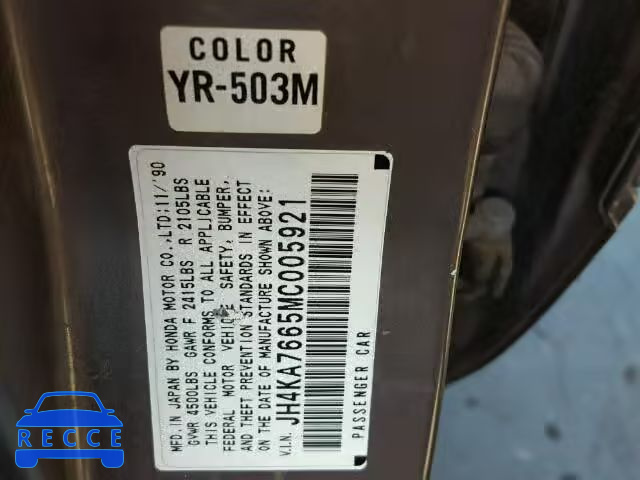 COLOR
YR-503M
MFD. IN JAPAN BY HONDA MOTOR CO.,LTD; 11/'90
GVWR 4500LBS GAWR F 2415LBS R 2105LBS
THIS VEHICLE CONFORMS TO ALL APPLICABLE
FEDERAL MOTOR VEHICLE SAFETY, BUMPER,
AND THEFT PREVENTION STANDARDS IN EFFECT
ON THE DATE OF MANUFACTURE SHOWN ABOVE:
V.I.N. JH4KA7665MC005921
PASSENGER CAR
RECCE